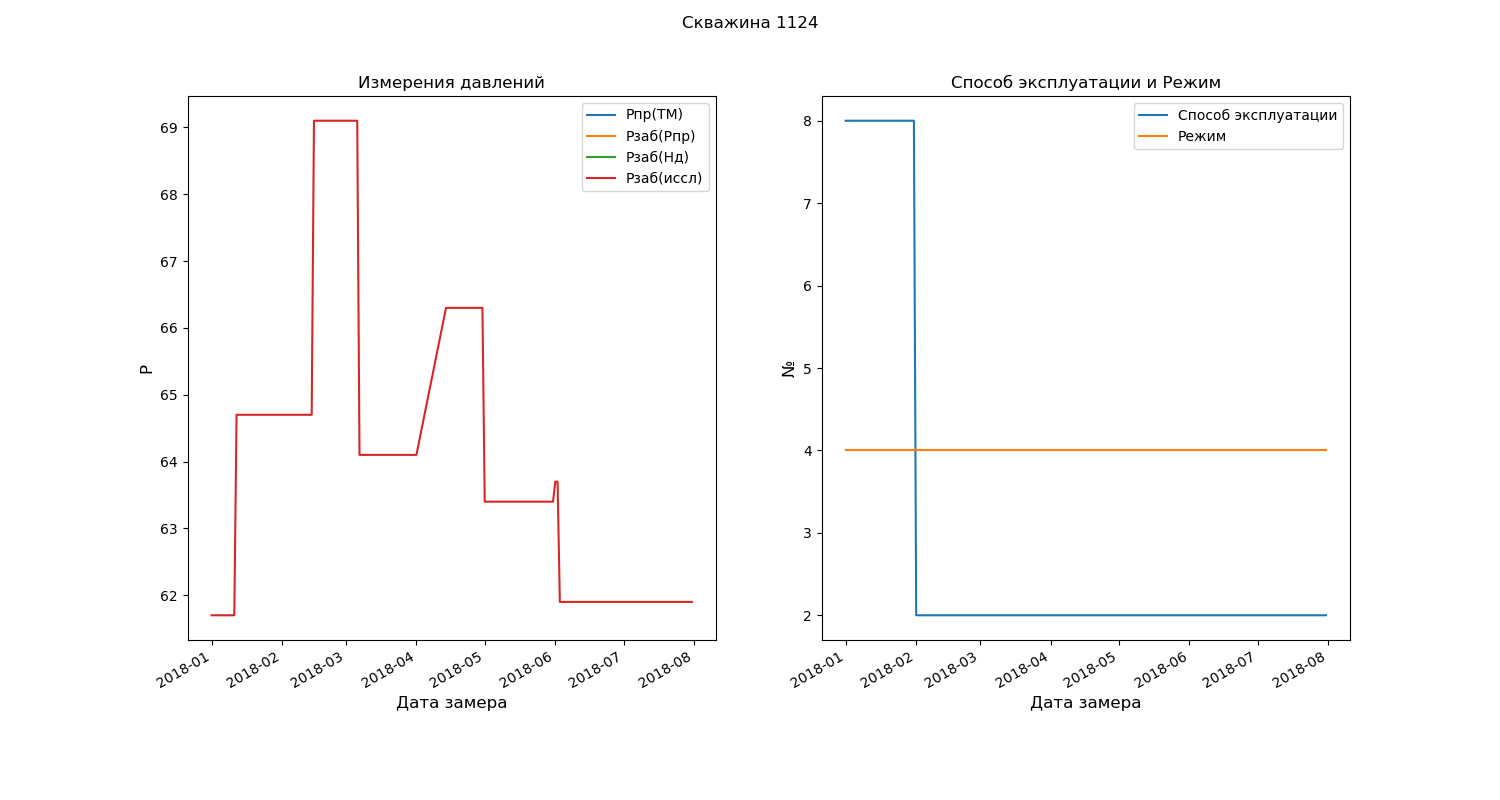 Скважина 1124
Измерения давлений
Pпр(ТМ)
Pзаб(Pпр)
Pзаб(Нд)
Pзаб(иссл)
69
68
67
66
65
64
63
62
P
2018-01
2018-02
2018-03
2018-04
2018-05
2018-06
2018-07
2018-08
Дата замера
Способ эксплуатации и Режим
Способ эксплуатации
Режим
8
7
6
5
4
3
2
№
2018-01
2018-02
2018-03
2018-04
2018-05
2018-06
2018-07
2018-08
Дата замера